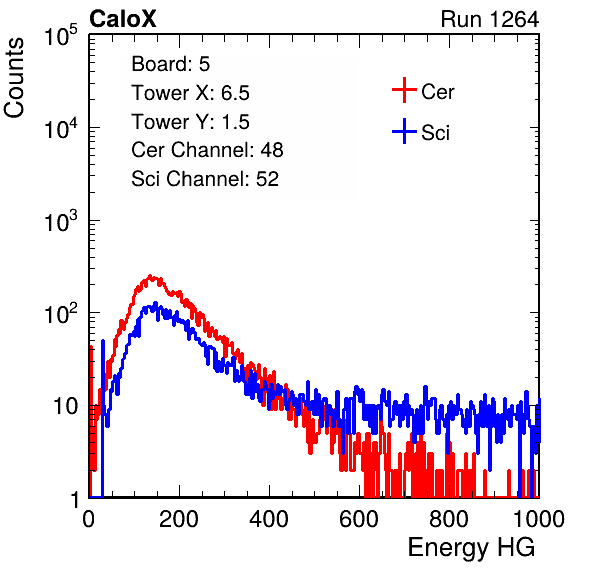 CaloX Run 1264
Counts
10^5
10^4
10^3
10^2
10
1
Board: 5
Tower X: 6.5
Tower Y: 1.5
Cer Channel: 48
Sci Channel: 52
Cer
Sci
0 200 400 600 800 1000
Energy HG